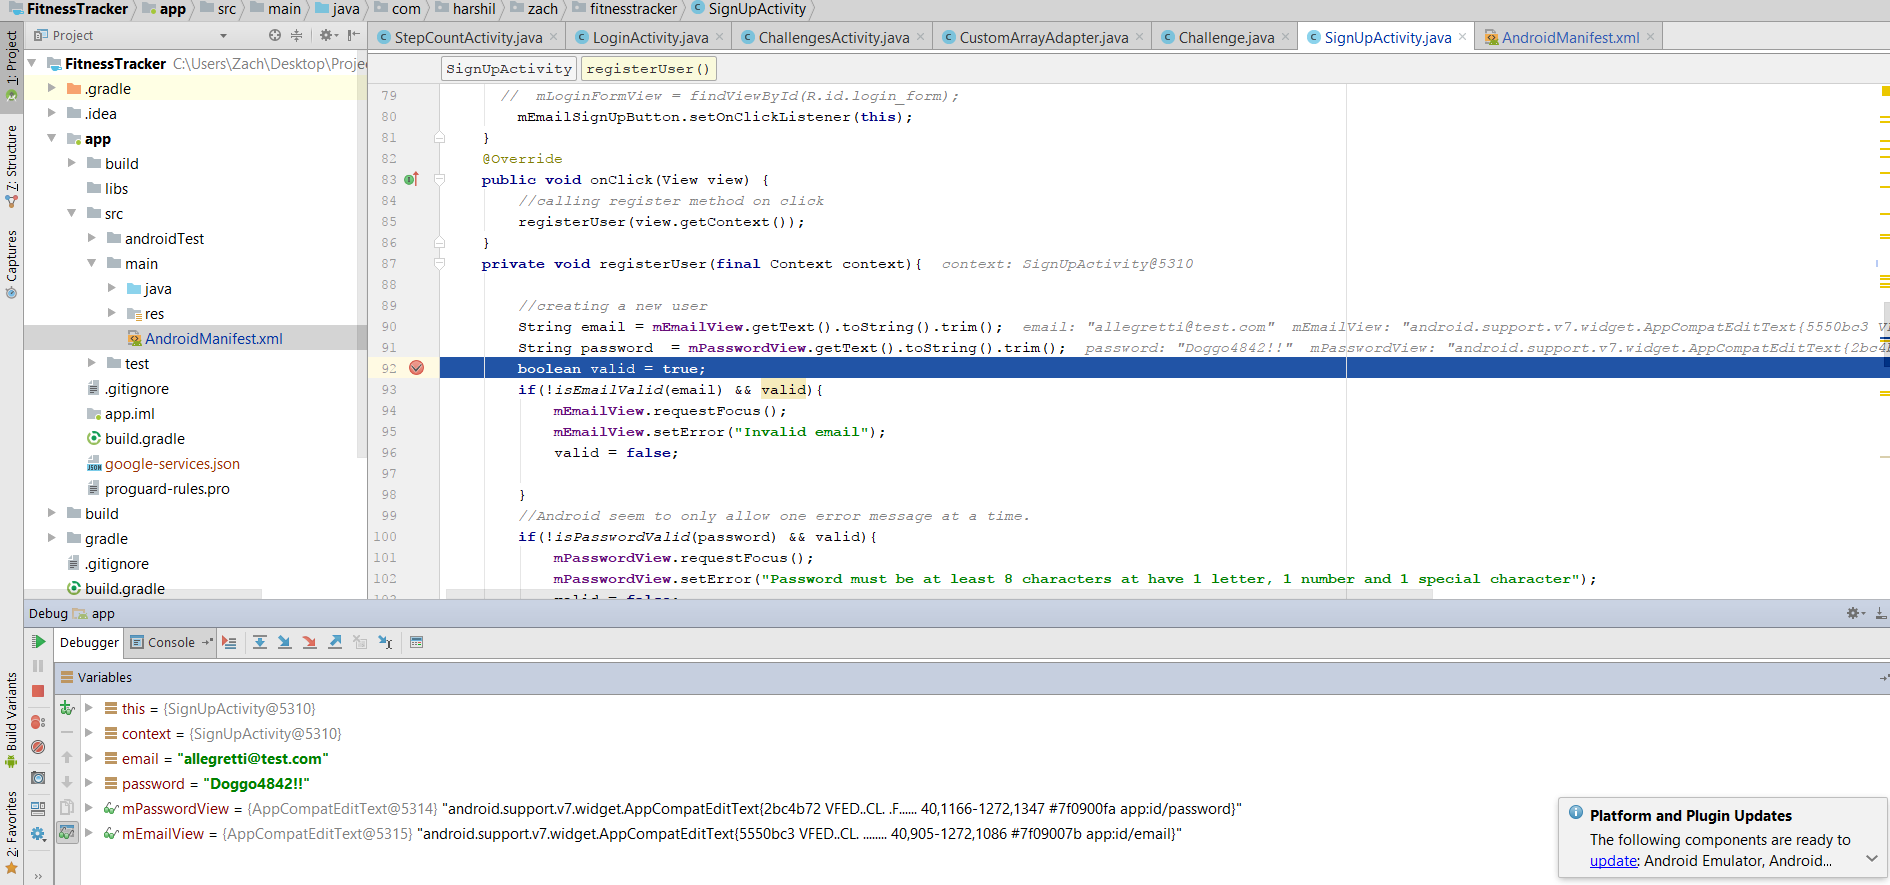 FitnessTracker app src main java com harshil zach fitnesstracker SignUpActivity
Project
StepCountActivity.java LoginActivity.java ChallengesActivity.java CustomArrayAdapter.java Challenge.java SignUpActivity.java AndroidManifest.xml
1: Project
7: Structure
Captures
Build Variants
2: Favorites
FitnessTracker C:\Users\Zach\Desktop\Proje
.gradle
.idea
app
build
libs
src
androidTest
main
java
res
AndroidManifest.xml
test
.gitignore
app.iml
build.gradle
google-services.json
proguard-rules.pro
build
gradle
.gitignore
build.gradle
SignUpActivity registerUser()
79 // mLoginFormView = findViewById(R.id.login_form);
80 mEmailSignUpButton.setOnClickListener(this);
81 }
82 @Override
83 public void onClick(View view) {
84 //calling register method on click
85 registerUser(view.getContext());
86 }
87 private void registerUser(final Context context){ context: SignUpActivity@5310
88
89 //creating a new user
90 String email = mEmailView.getText().toString().trim(); email: "allegretti@test.com" mEmailView: "android.support.v7.widget.AppCompatEditText{5550bc3 V
91 String password = mPasswordView.getText().toString().trim(); password: "Doggo4842!!" mPasswordView: "android.support.v7.widget.AppCompatEditText{2bc4
92 boolean valid = true;
93 if(!isEmailValid(email) && valid){
94 mEmailView.requestFocus();
95 mEmailView.setError("Invalid email");
96 valid = false;
97
98 }
99 //Android seem to only allow one error message at a time.
100 if(!isPasswordValid(password) && valid){
101 mPasswordView.requestFocus();
102 mPasswordView.setError("Password must be at least 8 characters at have 1 letter, 1 number and 1 special character");
Debug app
Debugger Console
Variables
this = {SignUpActivity@5310}
context = {SignUpActivity@5310}
email = "allegretti@test.com"
password = "Doggo4842!!"
mPasswordView = {AppCompatEditText@5314} "android.support.v7.widget.AppCompatEditText{2bc4b72 VFED..CL. .F...... 40,1166-1272,1347 #7f0900fa app:id/password}"
mEmailView = {AppCompatEditText@5315} "android.support.v7.widget.AppCompatEditText{5550bc3 VFED..CL. ........ 40,905-1272,1086 #7f09007b app:id/email}"
Platform and Plugin Updates
The following components are ready to
update: Android Emulator, Android...